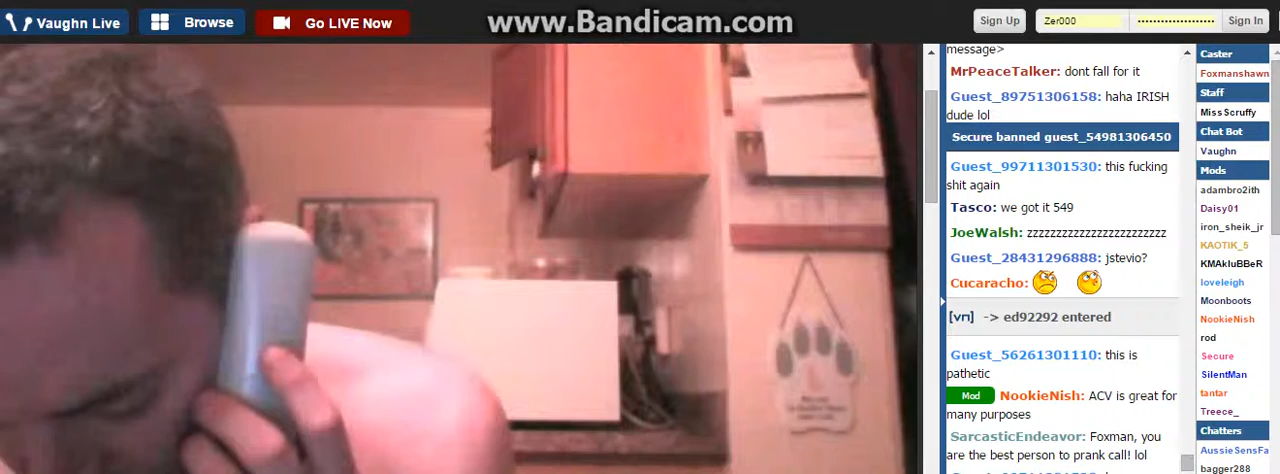 Vaughn Live
Browse
Go LIVE Now
www.Bandicam.com
Sign Up
Zer000
Sign In
message>
MrPeaceTalker: dont fall for it
Guest_89751306158: haha IRISH
dude lol
Secure banned guest_54981306450
Guest_99711301530: this fucking
shit again
Tasco: we got it 549
JoeWalsh: zzzzzzzzzzzzzzzzzzzzzzzzz
Guest_28431296888: jstevio?
Cucaracho:
-> ed92292 entered
Guest_56261301110: this is
pathetic
Mod NookieNish: ACV is great for
many purposes
SarcasticEndeavor: Foxman, you
are the best person to prank call! lol
Caster
Foxmanshawn
Staff
MissScruffy
Chat Bot
Vaughn
Mods
adambro2ith
Daisy01
iron_sheik_jr
KAOTIK_5
KMAkluBBeR
loveleigh
Moonboots
NookieNish
rod
Secure
SilentMan
tantar
Treece_
Chatters
AussieSensFa
bagger288